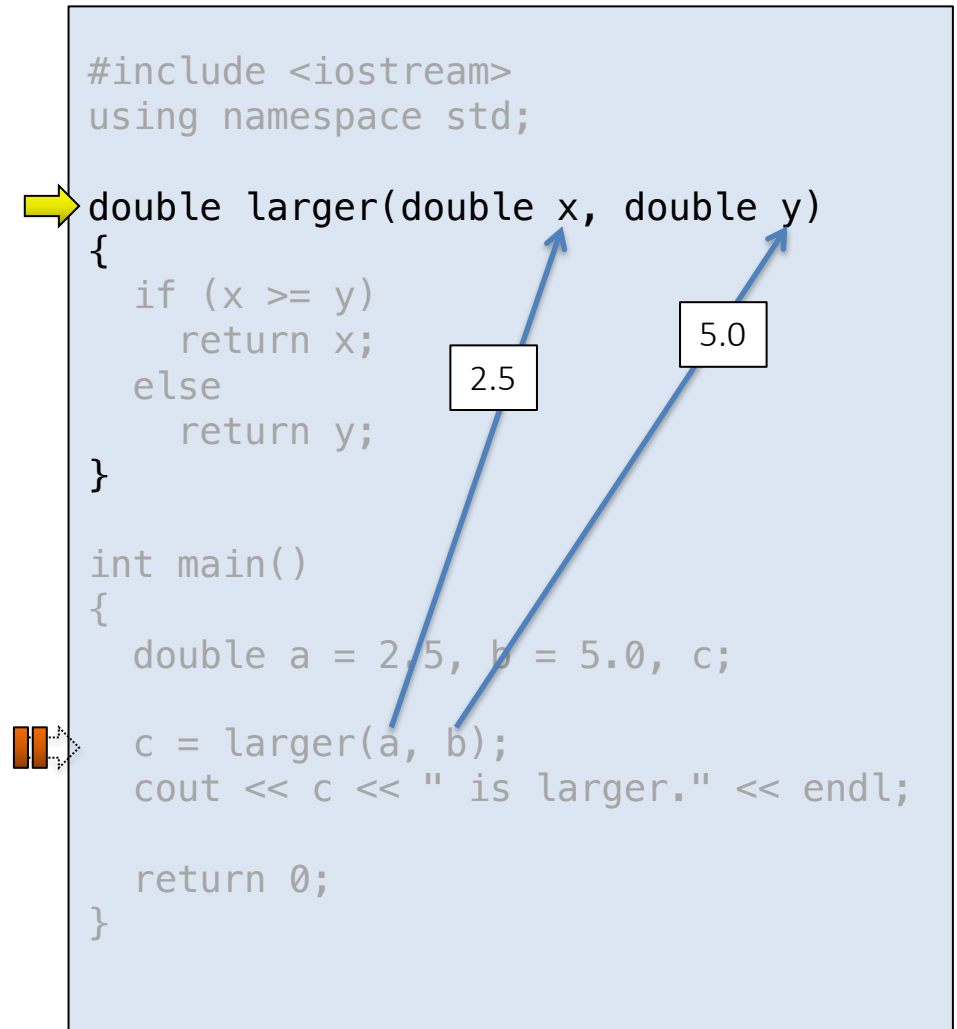 #include <iostream>
using namespace std;
double larger(double x, double y)
{
  if (x >= y)
    return x;
  else
    return y;
}
2.5
5.0
int main()
{
  double a = 2.5, b = 5.0, c;
  c = larger(a, b);
  cout << c << " is larger." << endl;
  return 0;
}